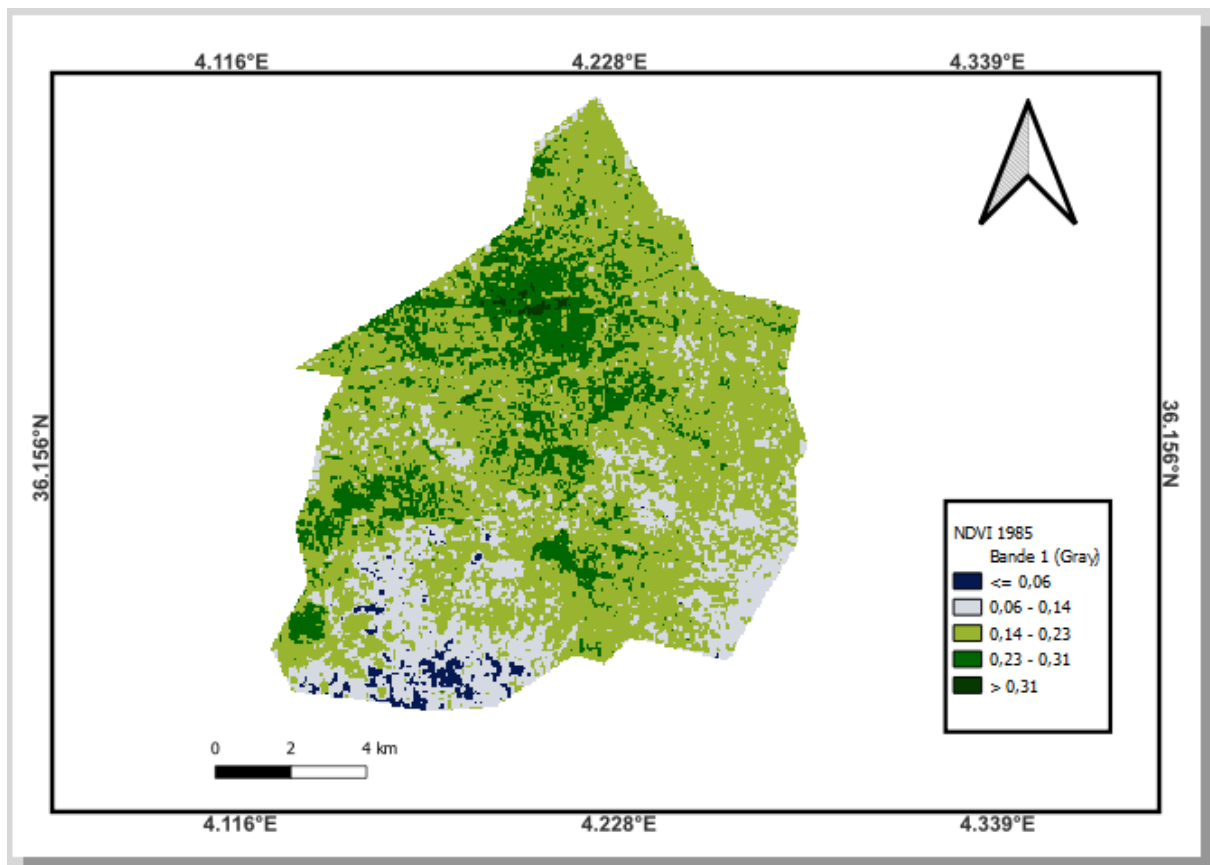 4.116°E 4.228°E 4.339°E
36.156°N
36.156°N
NDVI 1985
Bande 1 (Gray)
<= 0,06
0,06 - 0,14
0,14 - 0,23
0,23 - 0,31
> 0,31
0 2 4 km
4.116°E 4.228°E 4.339°E